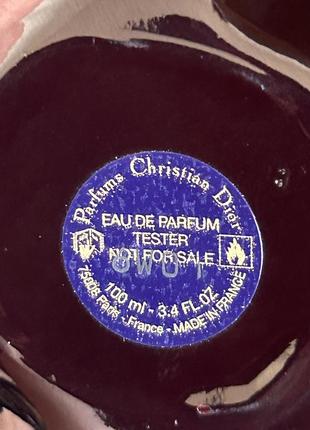 Parfums Christian Dior
EAU DE PARFUM
TESTER
NOT FOR SALE
100 ml - 3.4 FL.OZ
75008 Paris - France - MADE IN FRANCE